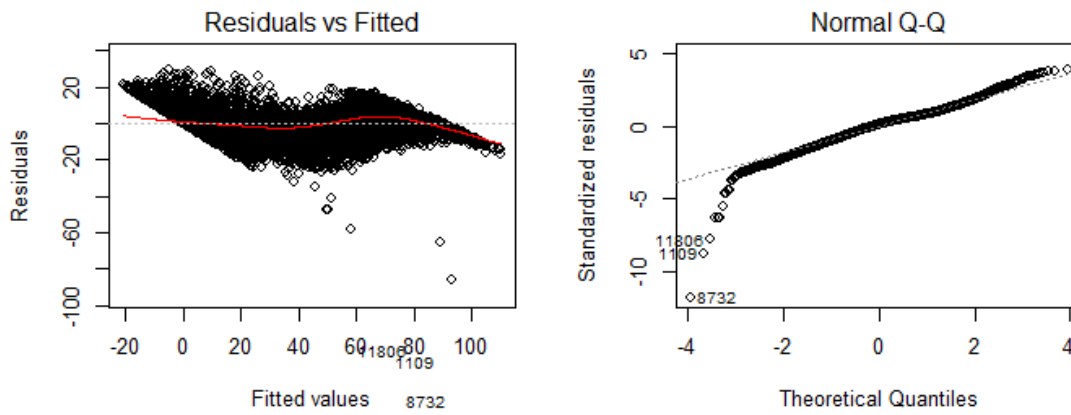 Residuals vs Fitted
Residuals
20
-20
-60
-100
-20 0 20 40 60 80 100
11806
1109
Fitted values
8732
Normal Q-Q
Standardized residuals
5
0
-5
-10
11806
1109
8732
-4 -2 0 2 4
Theoretical Quantiles